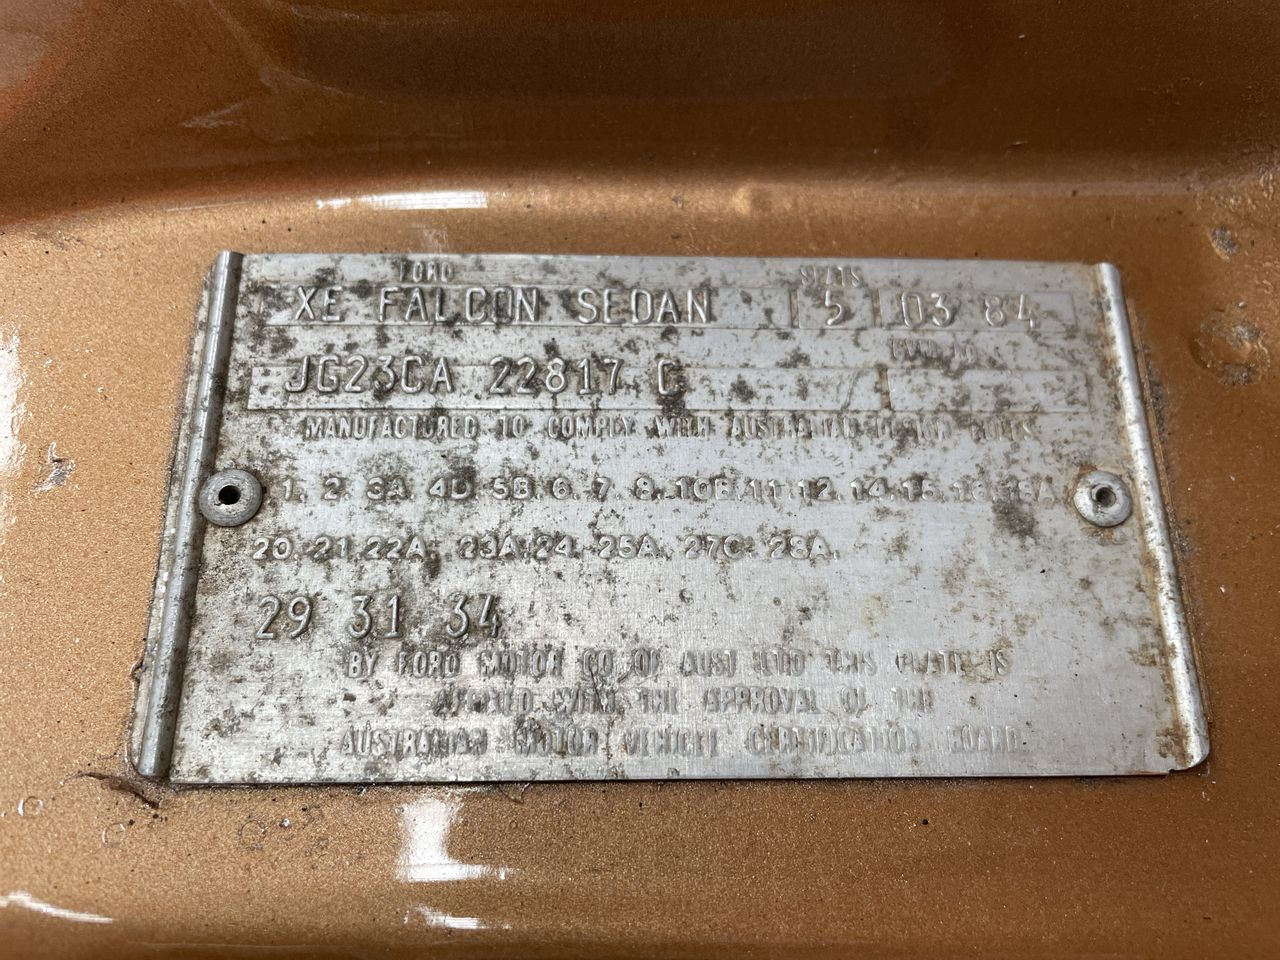 FORD SEATS
XE FALCON SEDAN 5 03 84
JG23CA 22817 C
MANUFACTURED TO COMPLY WITH AUSTRALIAN DESIGN RULES
1. 2. 3A. 4D. 5B. 6. 7. 8. 10B. 11. 12. 14. 15. 16. 18A.
20. 21. 22A. 23A. 24. 25A. 27C. 28A.
29 31 34
BY FORD MOTOR CO. OF AUST LTD THIS PLATE IS
AFFIXED WITH THE APPROVAL OF THE
AUSTRALIAN MOTOR VEHICLE CERTIFICATION BOARD